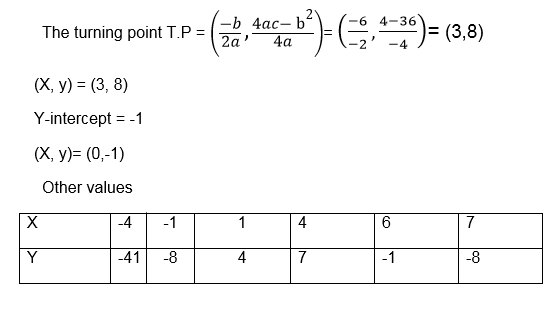 The turning point T.P = (−b/2a, 4ac− b²/4a) = (−6/−2, 4−36/−4) = (3,8)
(X, y) = (3, 8)
Y-intercept = -1
(X, y)= (0,-1)
Other values
X -4 -1 1 4 6 7
Y -41 -8 4 7 -1 -8